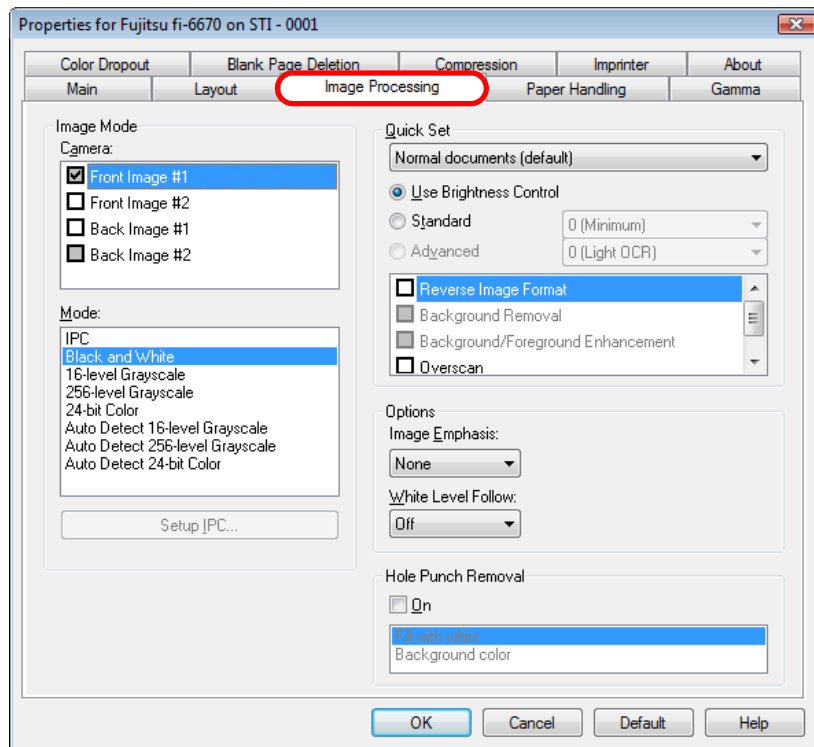 Properties for Fujitsu fi-6670 on STI - 0001
Color Dropout
Blank Page Deletion
Compression
Imprinter
About
Main
Layout
Image Processing
Paper Handling
Gamma
Image Mode
Camera:
Front Image #1
Front Image #2
Back Image #1
Back Image #2
Mode:
IPC
Black and White
16-level Grayscale
256-level Grayscale
24-bit Color
Auto Detect 16-level Grayscale
Auto Detect 256-level Grayscale
Auto Detect 24-bit Color
Setup IPC...
Quick Set
Normal documents (default)
Use Brightness Control
Standard
0 (Minimum)
Advanced
0 (Light OCR)
Reverse Image Format
Background Removal
Background/Foreground Enhancement
Overscan
Options
Image Emphasis:
None
White Level Follow:
Off
Hole Punch Removal
On
Fill with white
Background color
OK
Cancel
Default
Help